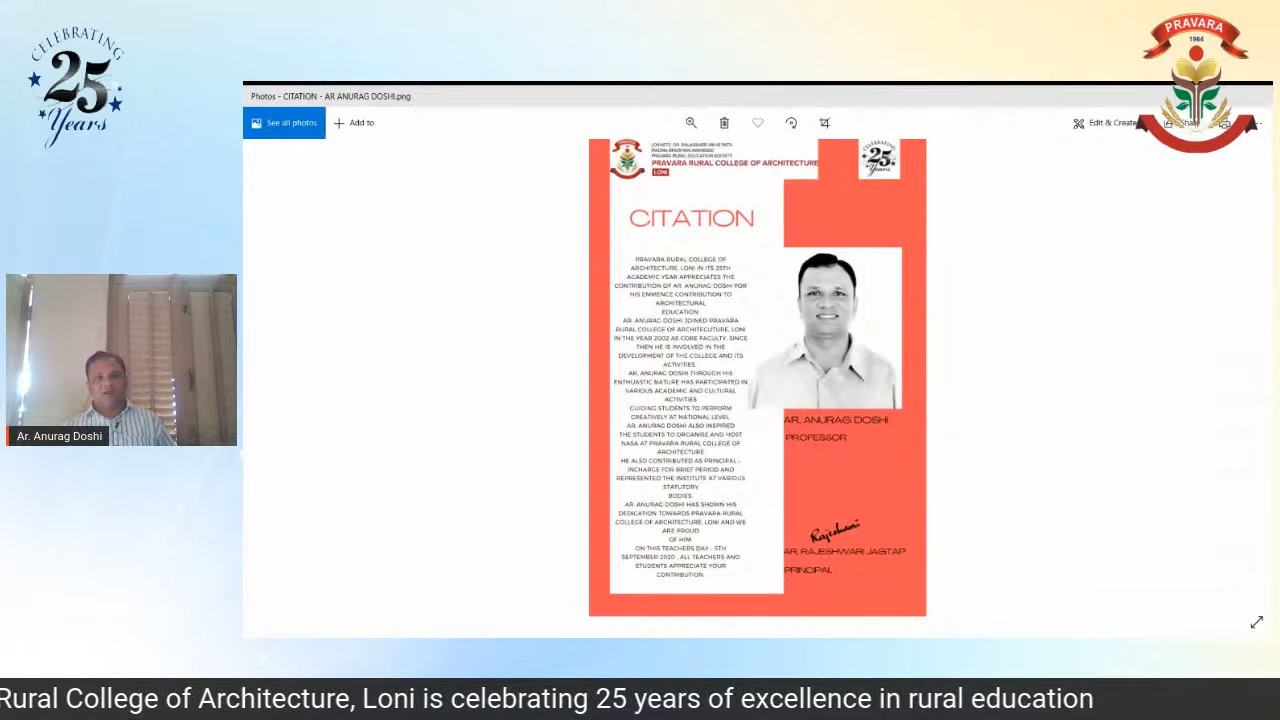 CELEBRATING
25
Years
PRAVARA
1964
Photos - CITATION - AR ANURAG DOSHI.png
See all photos
Add to
Edit & Create
Share
PRAVARA RURAL EDUCATION SOCIETY
PRAVARA RURAL COLLEGE OF ARCHITECTURE
LONI
CELEBRATING
25
Years
CITATION
PRAVARA RURAL COLLEGE OF
ARCHITECTURE, LONI IN ITS 25TH
ACADEMIC YEAR APPRECIATES THE
CONTRIBUTION OF AR. ANURAG DOSHI FOR
HIS EMMENCE CONTRIBUTION TO
ARCHITECTURAL
EDUCATION.
AR. ANURAG DOSHI JOINED PRAVARA
RURAL COLLEGE OF ARCHITECUTURE, LONI
IN THE YEAR 2002 AS CORE FACULTY. SINCE
THEN HE IS INVOLVED IN THE
DEVELOPMENT OF THE COLLEGE AND ITS
ACTIVITIES.
AR. ANURAG DOSHI THROUGH HIS
ENTHUASTIC NATURE HAS PARTICIPATED IN
VARIOUS ACADEMIC AND CULTURAL
ACTIVITIES
GUIDING STUDENTS TO PERFORM
CREATIVELY AT NATIONAL LEVEL
AR. ANURAG DOSHI ALSO INSPIRED
THE STUDENTS TO ORGANISE AND HOST
NASA AT PRAVARA RURAL COLLEGE OF
ARCHITECTURE
HE ALSO CONTRIBUTED AS PRINCIPAL -
INCHARGE FOR BRIEF PERIOD AND
REPRESENTED THE INSTITUTE AT VARIOUS
STATUTORY
BODIES.
AR. ANURAG DOSHI HAS SHOWN HIS
DEDICATION TOWARDS PRAVARA RURAL
COLLEGE OF ARCHITECTURE, LONI AND WE
ARE PROUD
OF HIM.
ON THIS TEACHERS DAY - 5TH
SEPTEMBER 2020 , ALL TEACHERS AND
STUDENTS APPRECIATE YOUR
CONTRIBUTION.
AR. ANURAG DOSHI
PROFESSOR
Rajeshwari
AR. RAJESHWARI JAGTAP
PRINCIPAL
Ar. Anurag Doshi
Rural College of Architecture, Loni is celebrating 25 years of excellence in rural education